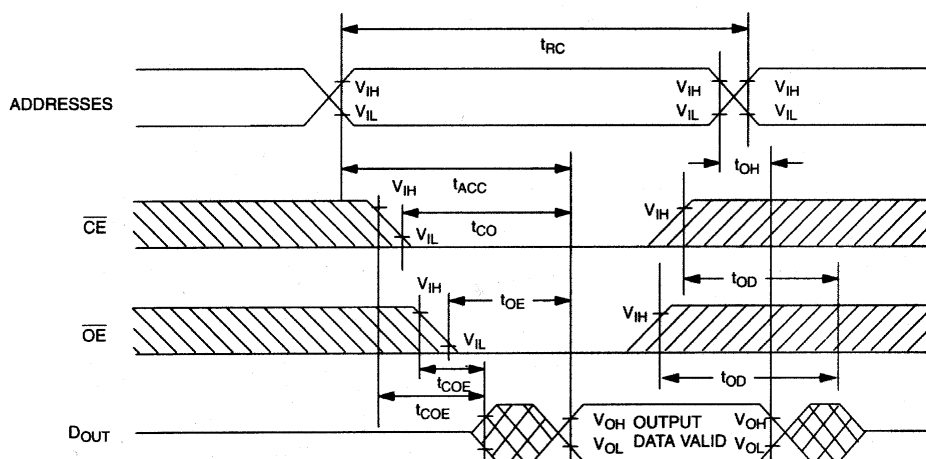 tRC
ADDRESSES
VIH VIH VIH
VIL VIL VIL
tOH
tACC
VIH
CE
tCO
VIH
VIL
tOD
VIH
OE
tOE
VIH
VIL
tCOE
tOD
tCOE
DOUT
VOH OUTPUT VOH
VOL DATA VALID VOL